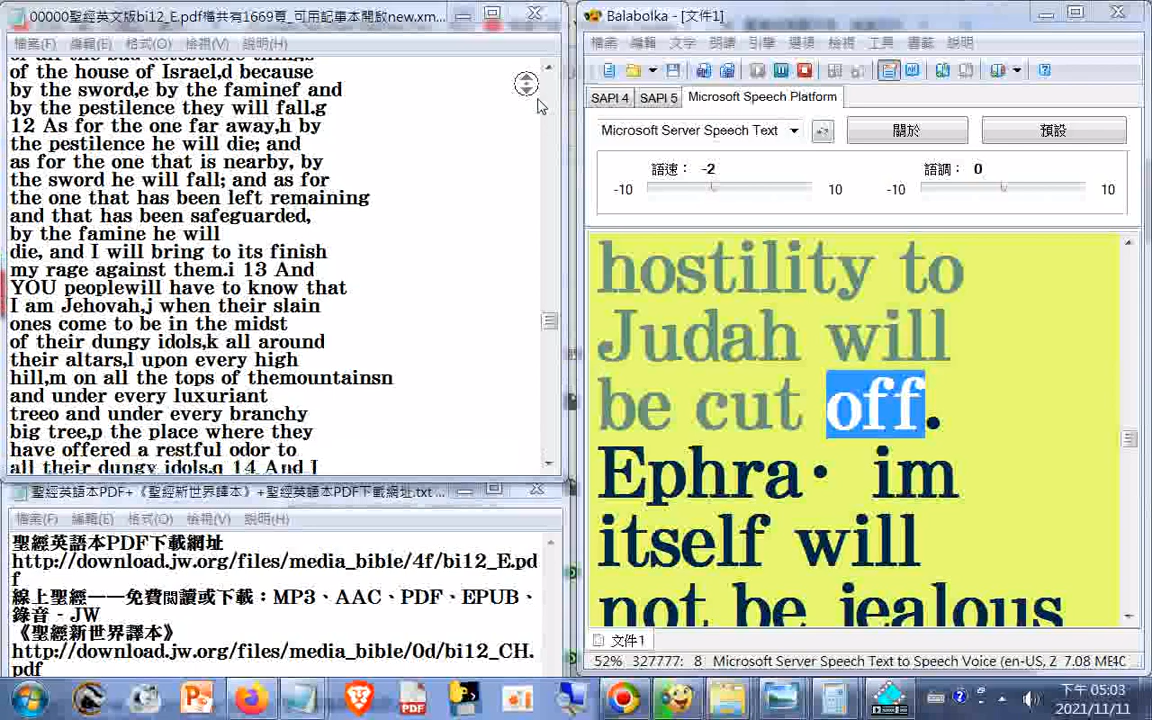 00000聖經英文版bi12_E.pdf檔共有1669頁_可用記事本開啟new.xm...
檔案(F) 編輯(E) 格式(O) 檢視(V) 說明(H)
of the house of Israel,d because
by the sword,e by the faminef and
by the pestilence they will fall.g
12 As for the one far away,h by
the pestilence he will die; and
as for the one that is nearby, by
the sword he will fall; and as for
the one that has been left remaining
and that has been safeguarded,
by the famine he will
die, and I will bring to its finish
my rage against them.i 13 And
YOU peoplewill have to know that
I am Jehovah,j when their slain
ones come to be in the midst
of their dungy idols,k all around
their altars,l upon every high
hill,m on all the tops of themountainsn
and under every luxuriant
treeo and under every branchy
big tree,p the place where they
have offered a restful odor to
all their dungy idols.q 14 And I
聖經英語本PDF+《聖經新世界譯本》+聖經英語本PDF下載網址.txt ...
檔案(F) 編輯(E) 格式(O) 檢視(V) 說明(H)
聖經英語本PDF下載網址
http://download.jw.org/files/media_bible/4f/bi12_E.pd
f
線上聖經──免費閱讀或下載：MP3、AAC、PDF、EPUB、
錄音 - JW
《聖經新世界譯本》
http://download.jw.org/files/media_bible/0d/bi12_CH.
pdf
Balabolka - [文件1]
檔案 編輯 文字 朗讀 引擎 選項 檢視 工具 書籤 說明
SAPI 4 SAPI 5 Microsoft Speech Platform
Microsoft Server Speech Text 關於 預設
語速： -2 語調： 0
-10 10 -10 10
hostility to
Judah will
be cut off.
Ephra· im
itself will
not be jealous
文件1
52% 327777: 8 Microsoft Server Speech Text to Speech Voice (en-US, Z 7.08 ME
下午 05:03
2021/11/11